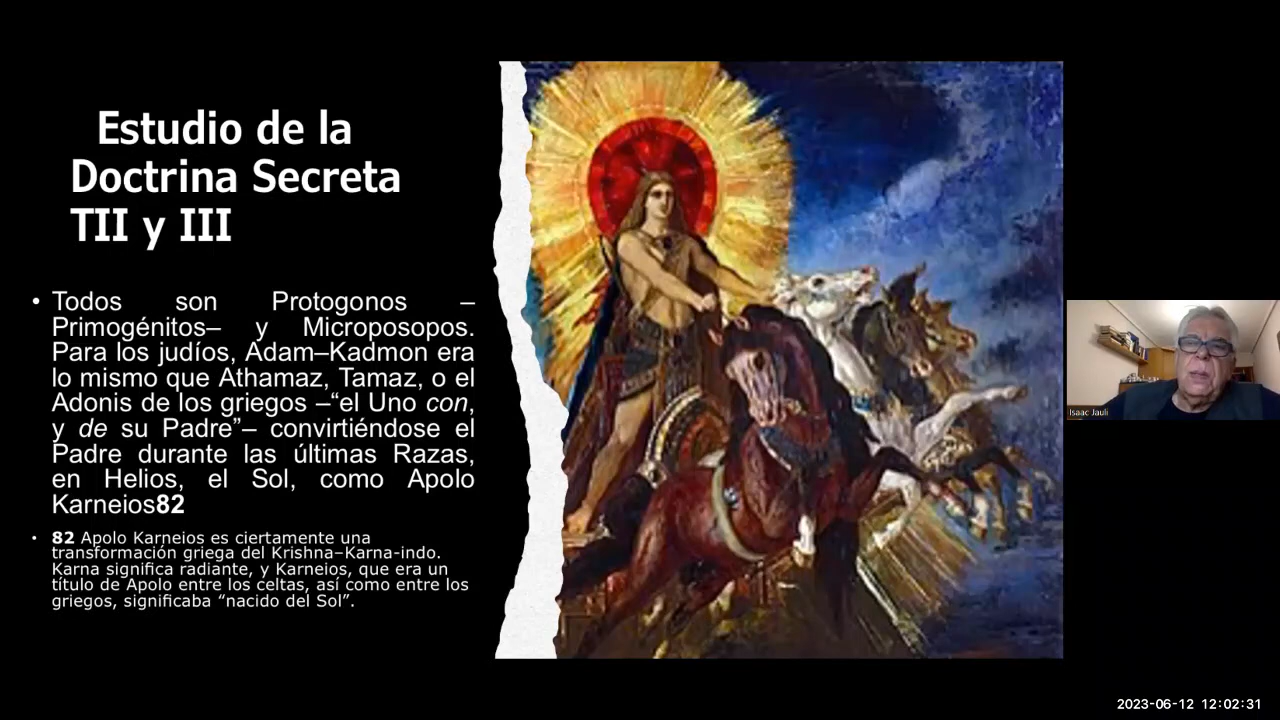 Estudio de la
Doctrina Secreta
TII y III
• Todos son Protogonos –
Primogénitos– y Microposopos.
Para los judíos, Adam–Kadmon era
lo mismo que Athamaz, Tamaz, o el
Adonis de los griegos –“el Uno con,
y de su Padre”– convirtiéndose el
Padre durante las últimas Razas,
en Helios, el Sol, como Apolo
Karneios82
• 82 Apolo Karneios es ciertamente una
transformación griega del Krishna–Karna-indo.
Karna significa radiante, y Karneios, que era un
título de Apolo entre los celtas, así como entre los
griegos, significaba “nacido del Sol”.
Isaac Jauli
2023-06-12 12:02:31